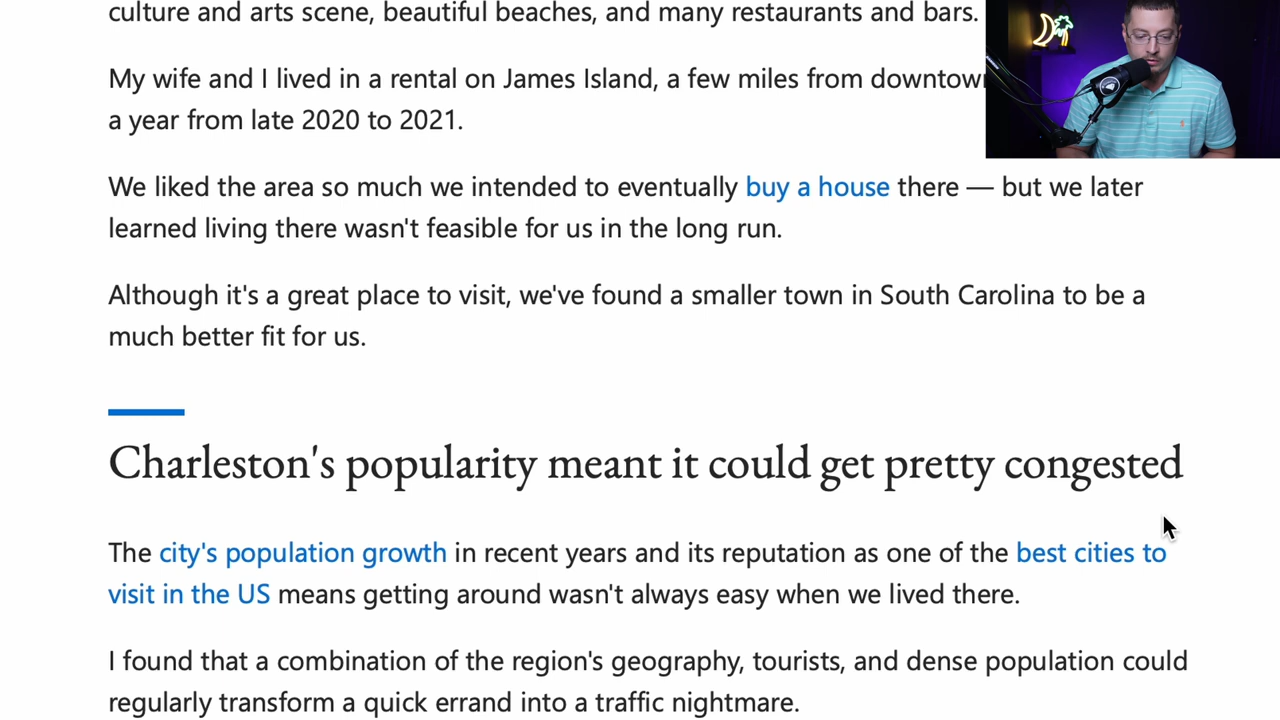 culture and arts scene, beautiful beaches, and many restaurants and bars.
My wife and I lived in a rental on James Island, a few miles from downtown
a year from late 2020 to 2021.
We liked the area so much we intended to eventually buy a house there — but we later
learned living there wasn't feasible for us in the long run.
Although it's a great place to visit, we've found a smaller town in South Carolina to be a
much better fit for us.
Charleston's popularity meant it could get pretty congested
The city's population growth in recent years and its reputation as one of the best cities to
visit in the US means getting around wasn't always easy when we lived there.
I found that a combination of the region's geography, tourists, and dense population could
regularly transform a quick errand into a traffic nightmare.